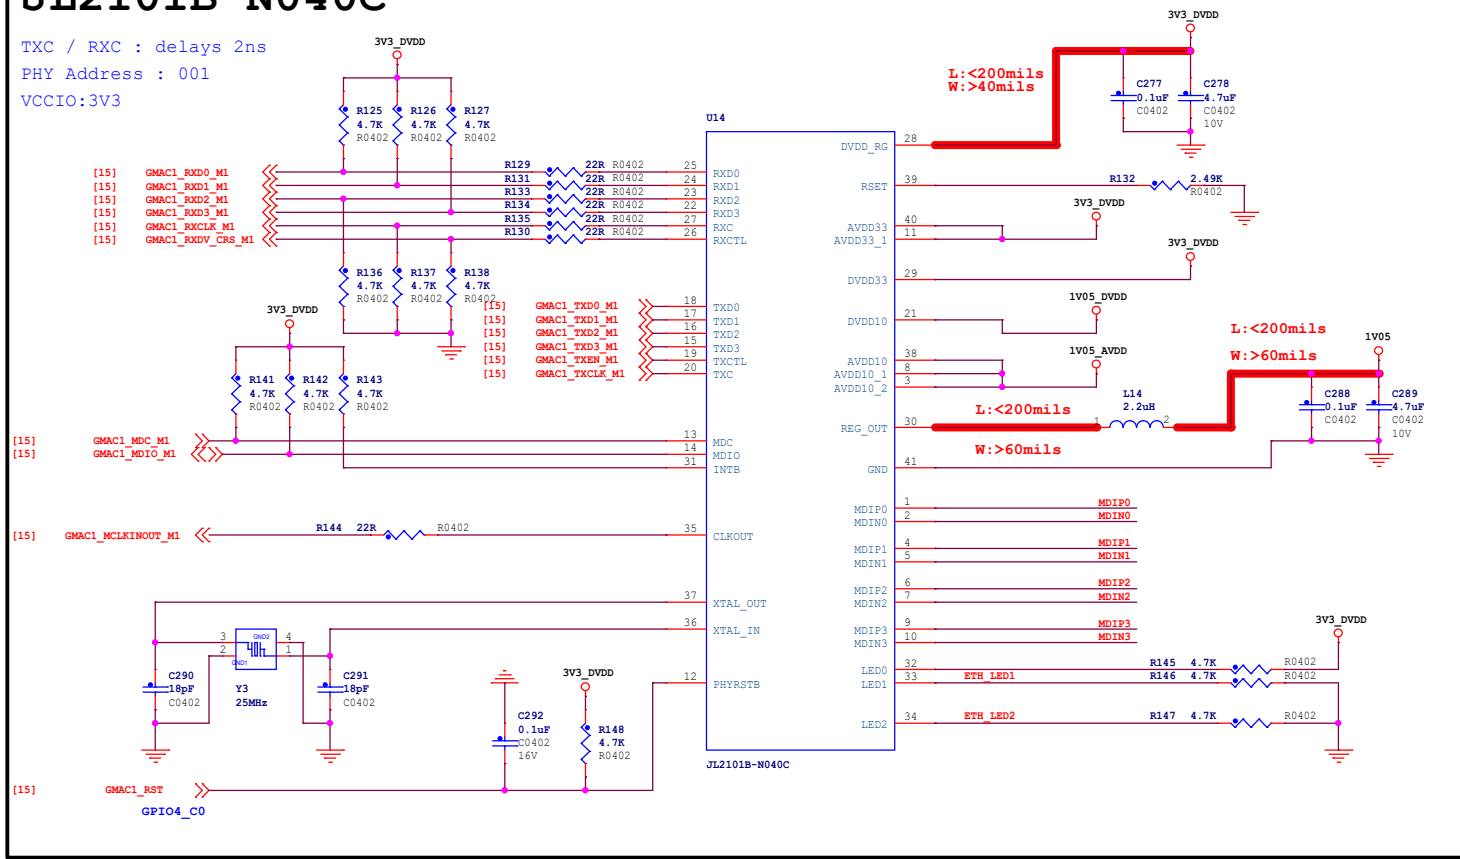 JL2101B-N040C
TXC / RXC : delays 2ns
PHY Address : 001
VCCIO:3V3
3V3_DVDD
R125
4.7K
R0402
R126
4.7K
R0402
R127
4.7K
R0402
[15] GMAC1_RXD0_M1
[15] GMAC1_RXD1_M1
[15] GMAC1_RXD2_M1
[15] GMAC1_RXD3_M1
[15] GMAC1_RXCLK_M1
[15] GMAC1_RXDV_CRS_M1
R129 22R R0402
R131 22R R0402
R133 22R R0402
R134 22R R0402
R135 22R R0402
R130 22R R0402
R136
4.7K
R0402
R137
4.7K
R0402
R138
4.7K
R0402
[15] GMAC1_TXD0_M1
[15] GMAC1_TXD1_M1
[15] GMAC1_TXD2_M1
[15] GMAC1_TXD3_M1
[15] GMAC1_TXEN_M1
[15] GMAC1_TXCLK_M1
3V3_DVDD
R141
4.7K
R0402
R142
4.7K
R0402
R143
4.7K
R0402
[15] GMAC1_MDC_M1
[15] GMAC1_MDIO_M1
[15] GMAC1_MCLKINOUT_M1
R144 22R R0402
3 GND2 4
2 GND1 1
C290
18pF
C0402
Y3
25MHz
C291
18pF
C0402
3V3_DVDD
C292
0.1uF
C0402
16V
R148
4.7K
R0402
[15] GMAC1_RST
GPIO4_C0
U14
25 RXD0
24 RXD1
23 RXD2
22 RXD3
27 RXC
26 RXCTL
18 TXD0
17 TXD1
16 TXD2
15 TXD3
19 TXCTL
20 TXC
13 MDC
14 MDIO
31 INTB
35 CLKOUT
37 XTAL_OUT
36 XTAL_IN
12 PHYRSTB
DVDD_RG 28
RSET 39
AVDD33 40
AVDD33_1 11
DVDD33 29
DVDD10 21
AVDD10 38
AVDD10_1 8
AVDD10_2 3
REG_OUT 30
GND 41
MDIP0 1
MDIN0 2
MDIP1 4
MDIN1 5
MDIP2 6
MDIN2 7
MDIP3 9
MDIN3 10
LED0 32
LED1 33
LED2 34
JL2101B-N040C
3V3_DVDD
L:<200mils
W:>40mils
C277
0.1uF
C0402
C278
4.7uF
C0402
10V
R132 2.49K
R0402
3V3_DVDD
3V3_DVDD
1V05_DVDD
1V05_AVDD
L:<200mils
W:>60mils
1V05
L:<200mils
W:>60mils
L14
2.2uH
1 2
C288
0.1uF
C0402
C289
4.7uF
C0402
10V
MDIP0
MDIN0
MDIP1
MDIN1
MDIP2
MDIN2
MDIP3
MDIN3
3V3_DVDD
R145 4.7K R0402
ETH_LED1 R146 4.7K R0402
ETH_LED2 R147 4.7K R0402